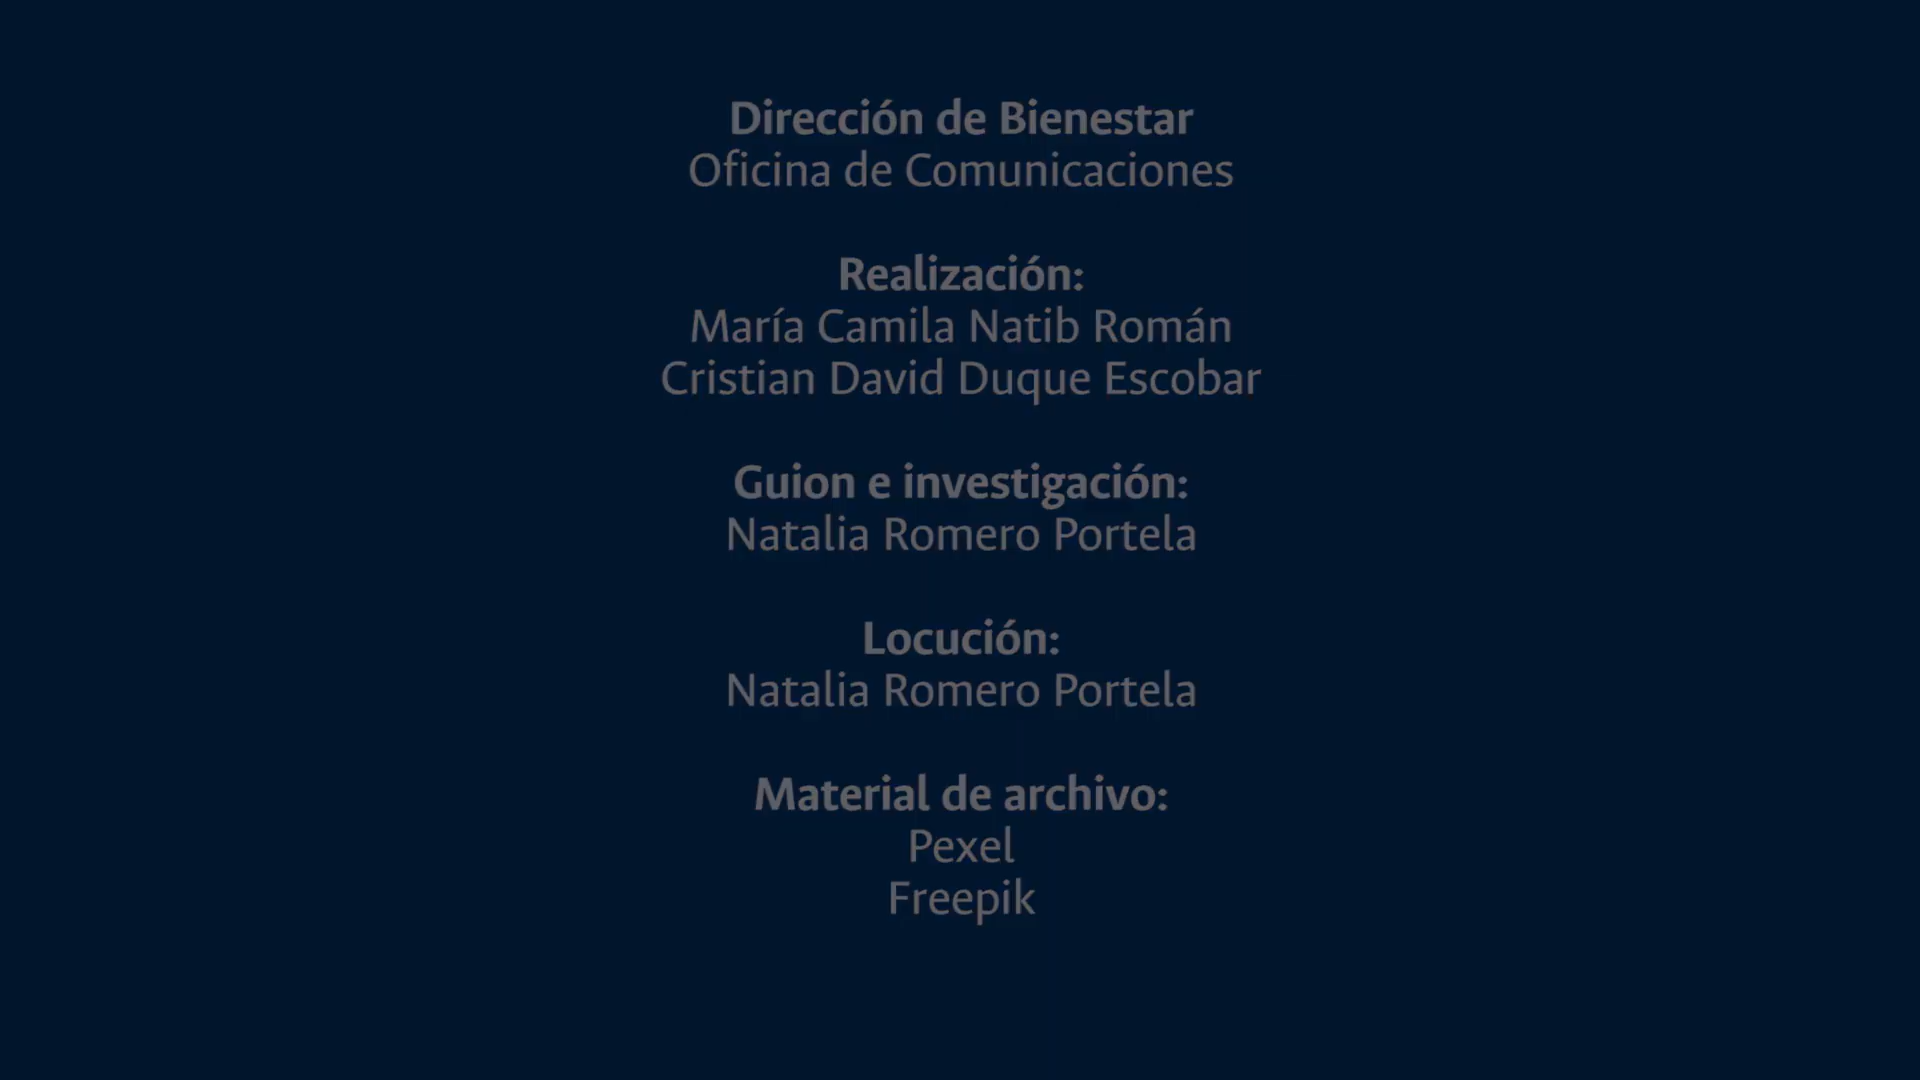 Dirección de Bienestar
Oficina de Comunicaciones
Realización:
María Camila Natib Román
Cristian David Duque Escobar
Guion e investigación:
Natalia Romero Portela
Locución:
Natalia Romero Portela
Material de archivo:
Pexel
Freepik